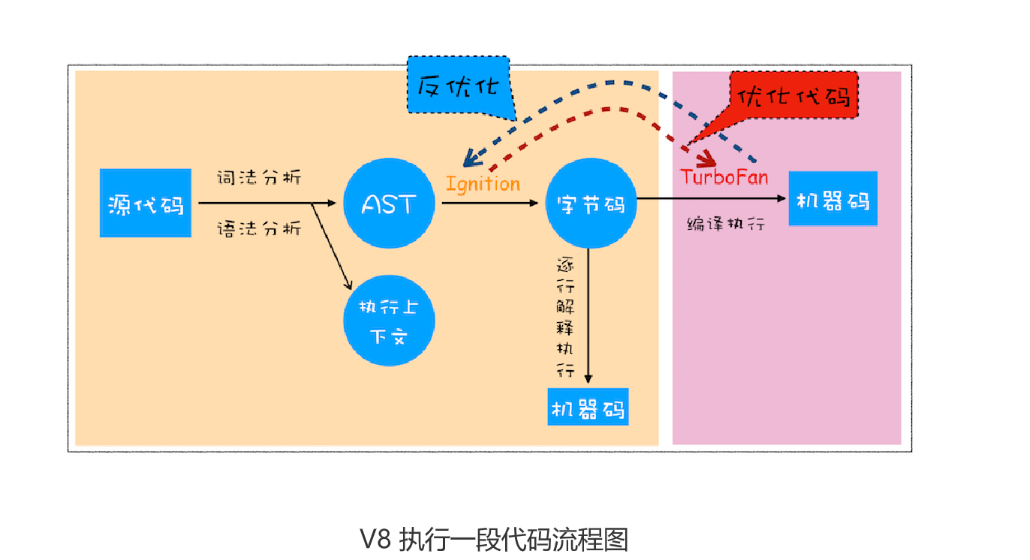 反优化
优化代码
词法分析
源代码
语法分析
AST
Ignition
字节码
TurboFan
编译执行
机器码
执行上
下文
逐
行
解
释
执
行
机器码
V8 执行一段代码流程图